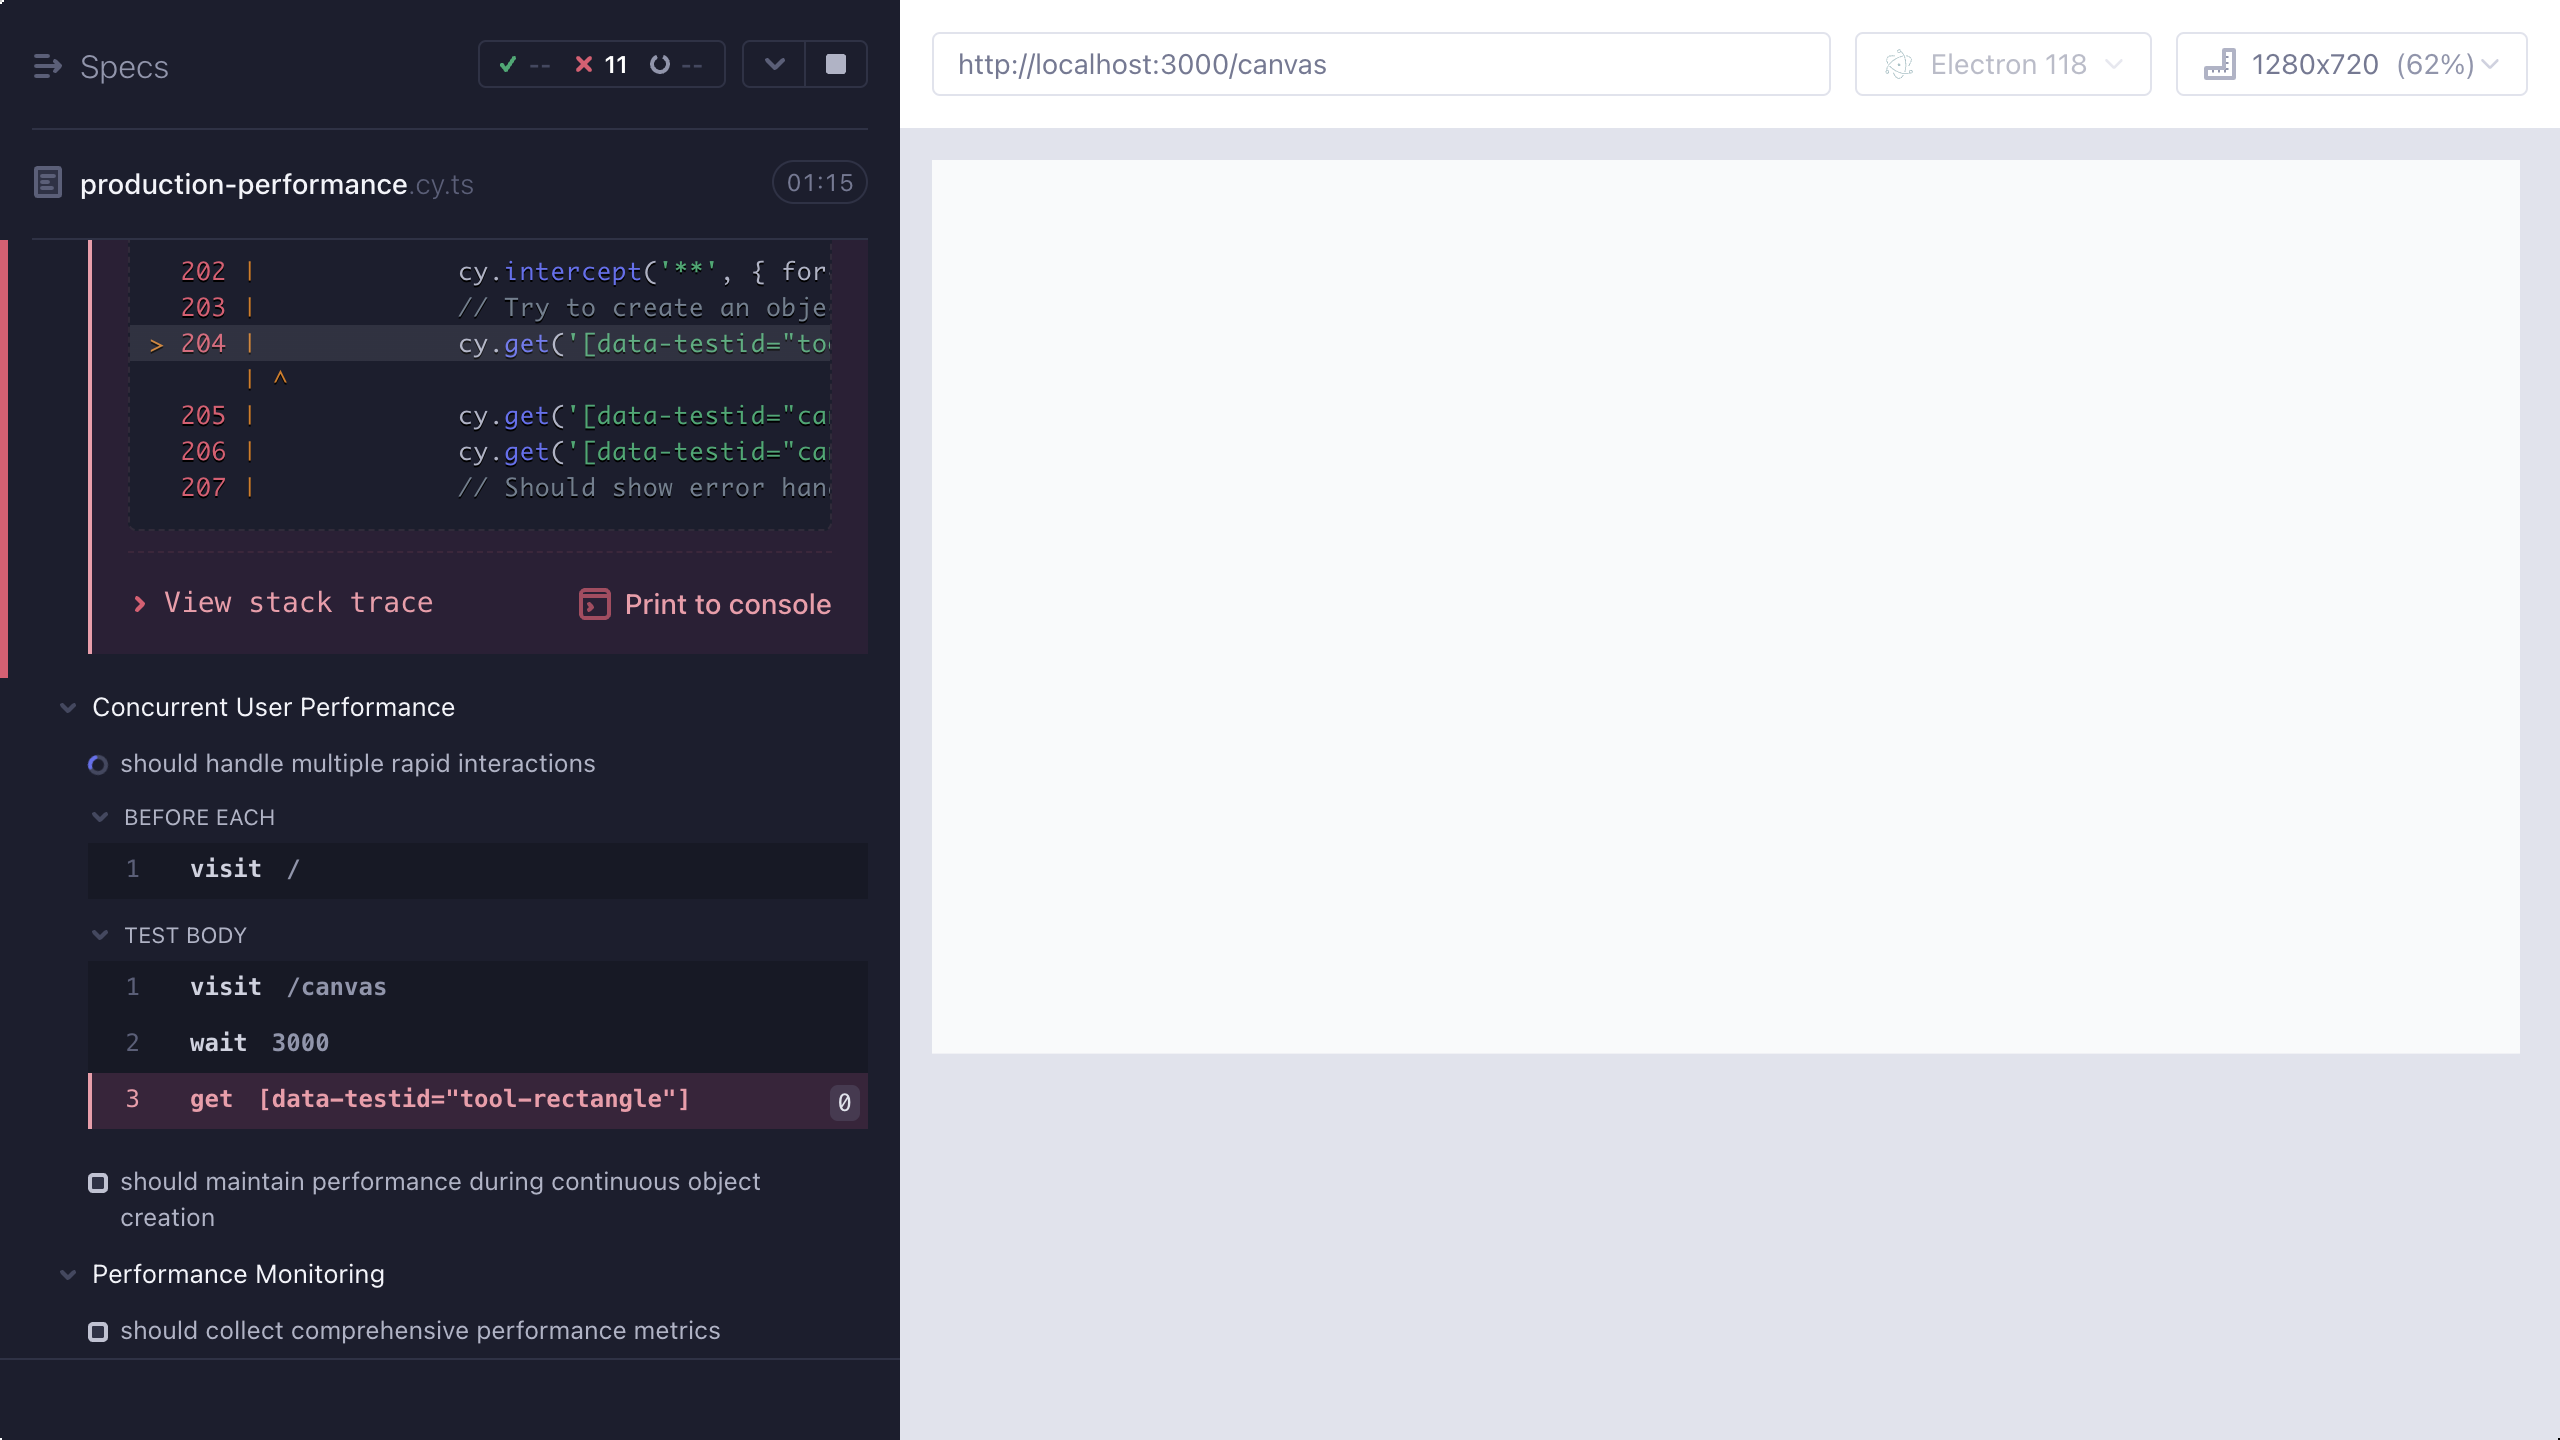 Specs
-- 11 --
production-performance.cy.ts
01:15
202 | cy.intercept('**', { for
203 | // Try to create an obje
> 204 | cy.get('[data-testid="to
| ^
205 | cy.get('[data-testid="ca
206 | cy.get('[data-testid="ca
207 | // Should show error han
View stack trace
Print to console
Concurrent User Performance
should handle multiple rapid interactions
BEFORE EACH
1 visit /
TEST BODY
1 visit /canvas
2 wait 3000
3 get [data-testid="tool-rectangle"] 0
should maintain performance during continuous object
creation
Performance Monitoring
should collect comprehensive performance metrics
http://localhost:3000/canvas
Electron 118
1280x720 (62%)